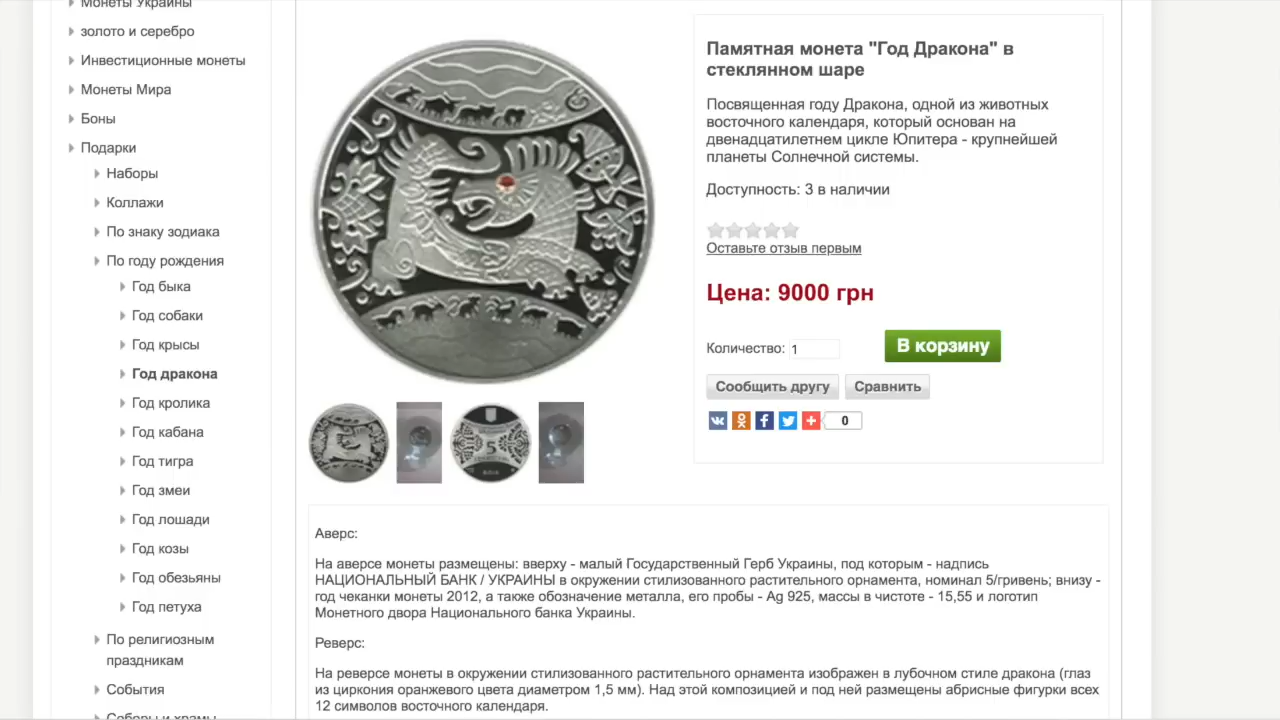 Монеты Украины
золото и серебро
Инвестиционные монеты
Монеты Мира
Боны
Подарки
Наборы
Коллажи
По знаку зодиака
По году рождения
Год быка
Год собаки
Год крысы
Год дракона
Год кролика
Год кабана
Год тигра
Год змеи
Год лошади
Год козы
Год обезьяны
Год петуха
По религиозным
праздникам
События
Соборы и храмы
Памятная монета "Год Дракона" в
стеклянном шаре
Посвященная году Дракона, одной из животных
восточного календаря, который основан на
двенадцатилетнем цикле Юпитера - крупнейшей
планеты Солнечной системы.
Доступность: 3 в наличии
Оставьте отзыв первым
Цена: 9000 грн
Количество: 1
В корзину
Сообщить другу
Сравнить
0
5
Аверс:
На аверсе монеты размещены: вверху - малый Государственный Герб Украины, под которым - надпись
НАЦИОНАЛЬНЫЙ БАНК / УКРАИНЫ в окружении стилизованного растительного орнамента, номинал 5/гривень; внизу -
год чеканки монеты 2012, а также обозначение металла, его пробы - Ag 925, массы в чистоте - 15,55 и логотип
Монетного двора Национального банка Украины.
Реверс:
На реверсе монеты в окружении стилизованного растительного орнамента изображен в лубочном стиле дракона (глаз
из циркония оранжевого цвета диаметром 1,5 мм). Над этой композицией и под ней размещены абрисные фигурки всех
12 символов восточного календаря.